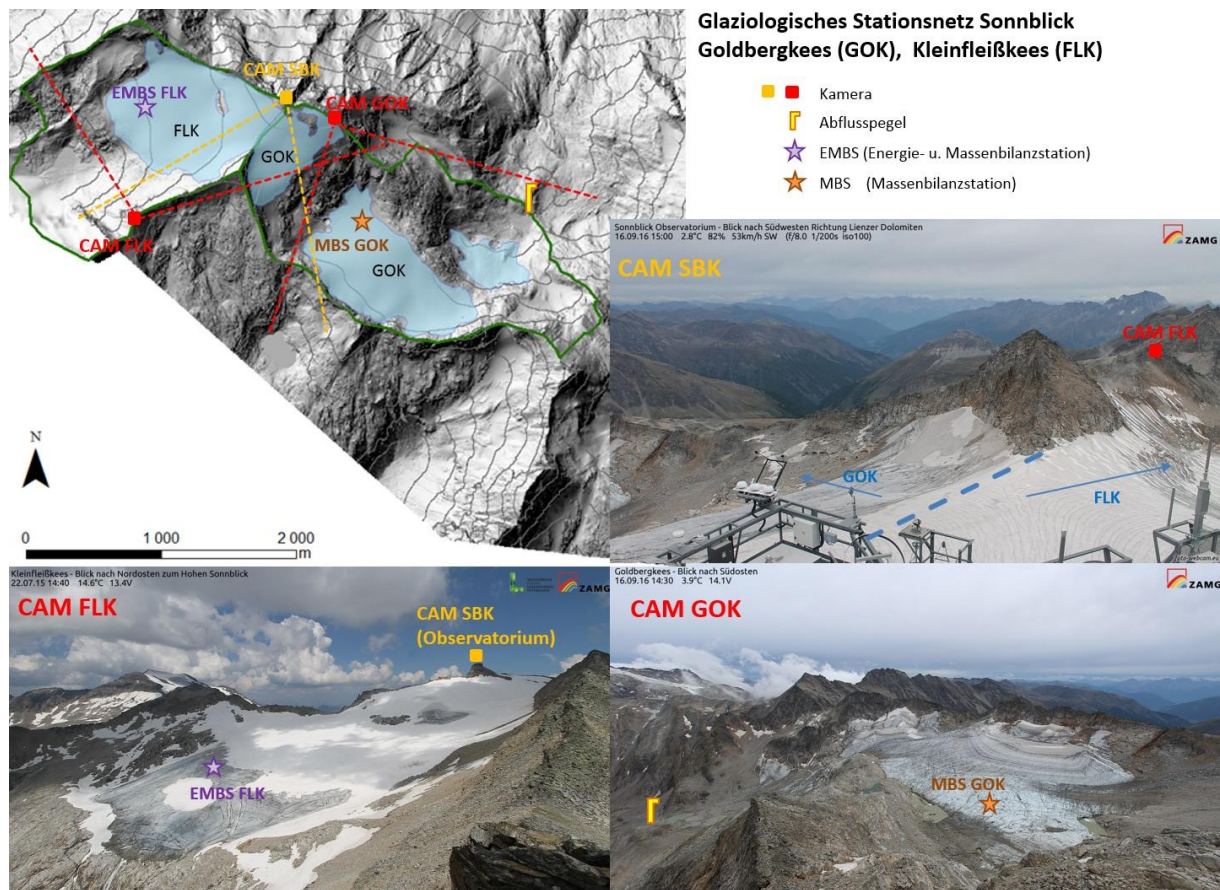 Glaziologisches Stationsnetz Sonnblick
Goldbergkees (GOK), Kleinfleißkees (FLK)
Kamera
Abflusspegel
EMBS (Energie- u. Massenbilanzstation)
MBS (Massenbilanzstation)
CAM SBK
EMBS FLK
CAM GOK
FLK
GOK
CAM FLK
MBS GOK
GOK
N
0 1 000 2 000
m
Sonnblick Observatorium - Blick nach Südwesten Richtung Lienzer Dolomiten
16.09.16 15:00 2.8°C 82% 53km/h SW (f/8.0 1/200s iso100)
ZAMG
CAM SBK
CAM FLK
GOK
FLK
foto-webcam.eu
Kleinfleißkees - Blick nach Nordosten zum Hohen Sonnblick
22.07.15 14:40 14.6°C 13.4V
ZAMG
CAM FLK
CAM SBK
(Observatorium)
EMBS FLK
Goldbergkees - Blick nach Südosten
16.09.16 14:30 3.9°C 14.1V
ZAMG
CAM GOK
MBS GOK